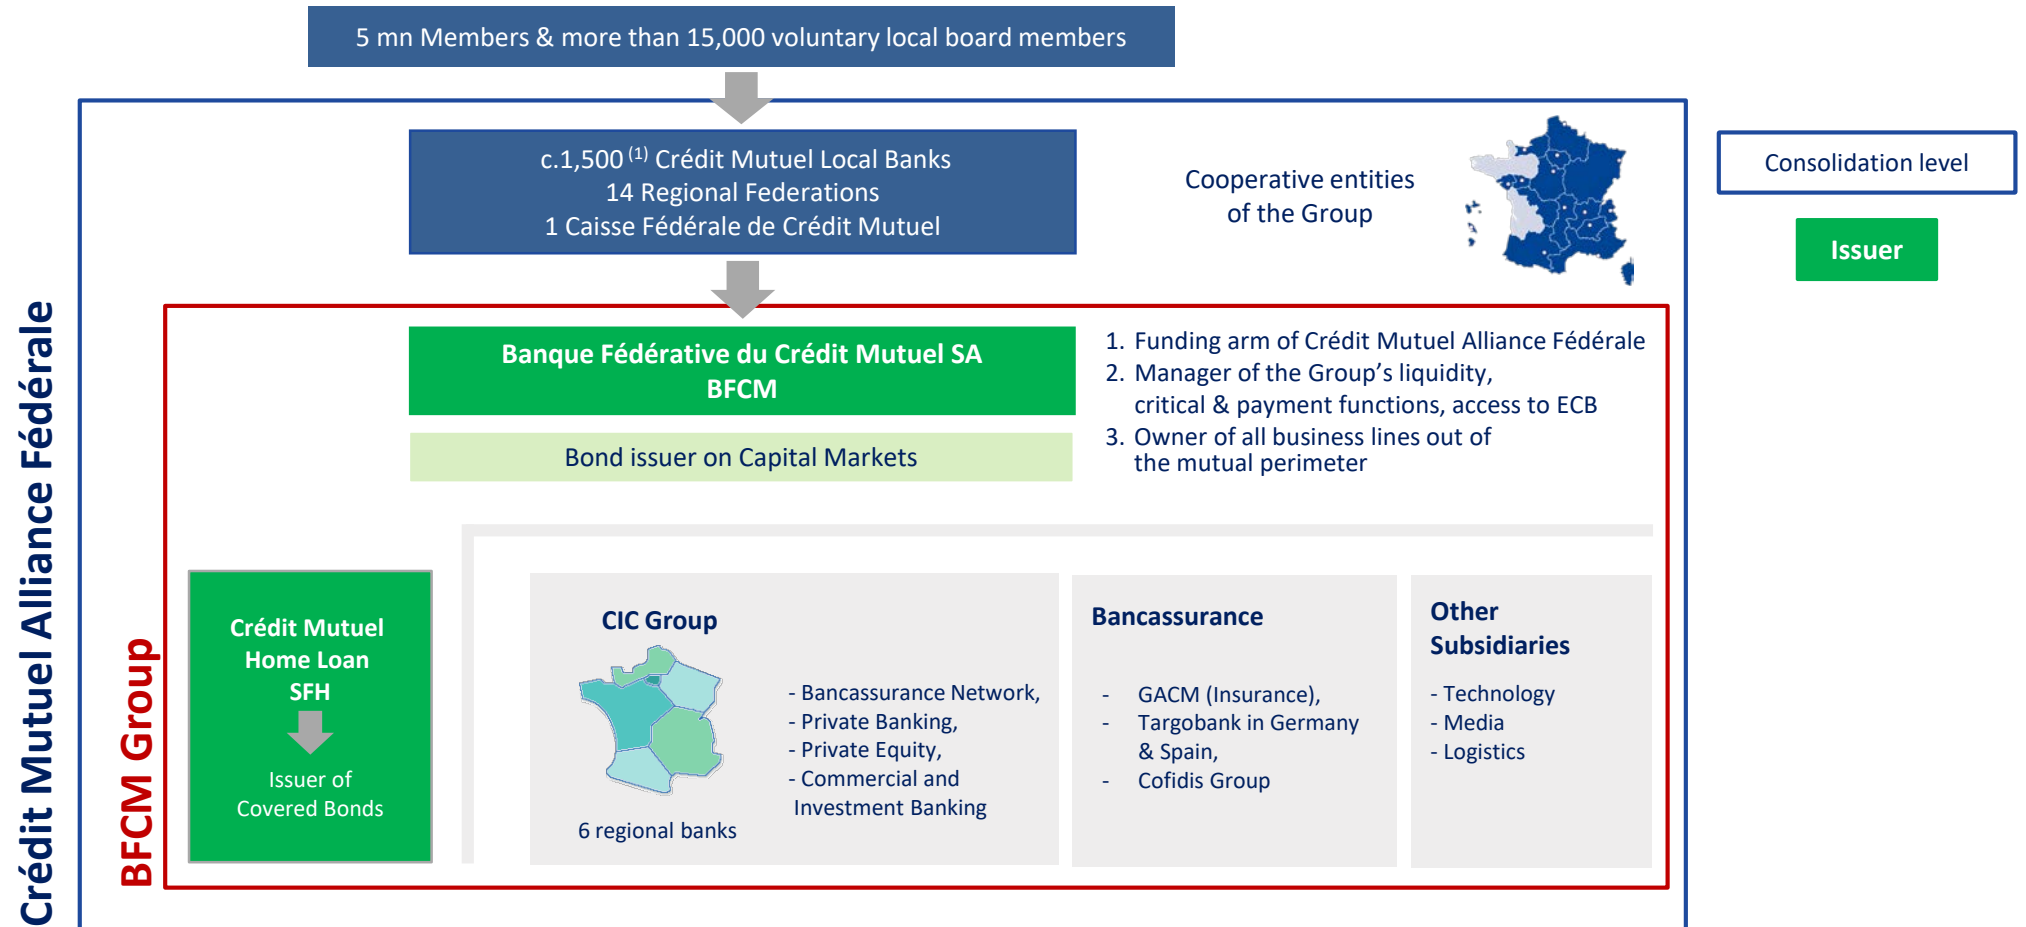 5 mn Members & more than 15,000 voluntary local board members
c.1,500 (1) Crédit Mutuel Local Banks
14 Regional Federations
1 Caisse Fédérale de Crédit Mutuel
Cooperative entities
of the Group
Consolidation level
Issuer
Crédit Mutuel Alliance Fédérale
BFCM Group
Banque Fédérative du Crédit Mutuel SA
BFCM
Bond issuer on Capital Markets
1. Funding arm of Crédit Mutuel Alliance Fédérale
2. Manager of the Group’s liquidity,
critical & payment functions, access to ECB
3. Owner of all business lines out of
the mutual perimeter
Crédit Mutuel
Home Loan
SFH
Issuer of
Covered Bonds
CIC Group
6 regional banks
- Bancassurance Network,
- Private Banking,
- Private Equity,
- Commercial and
Investment Banking
Bancassurance
- GACM (Insurance),
- Targobank in Germany
& Spain,
- Cofidis Group
Other
Subsidiaries
- Technology
- Media
- Logistics